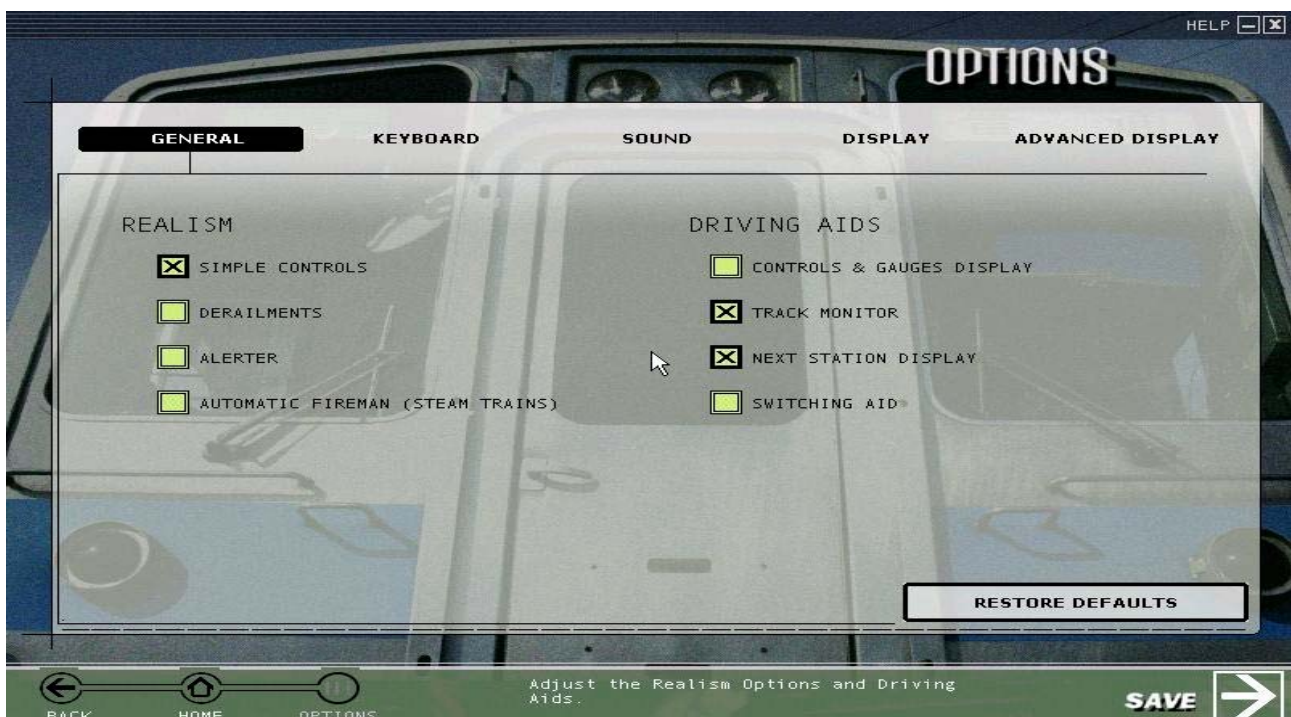 HELP
OPTIONS
GENERAL KEYBOARD SOUND DISPLAY ADVANCED DISPLAY
REALISM
SIMPLE CONTROLS
DERAILMENTS
ALERTER
AUTOMATIC FIREMAN (STEAM TRAINS)
DRIVING AIDS
CONTROLS & GAUGES DISPLAY
TRACK MONITOR
NEXT STATION DISPLAY
SWITCHING AID
RESTORE DEFAULTS
BACK HOME OPTIONS
Adjust the Realism Options and Driving
Aids.
SAVE